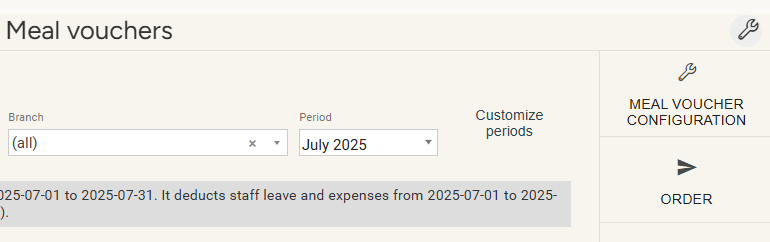 Meal vouchers
MEAL VOUCHER
CONFIGURATION
Branch
Period
Customize
periods
(all)
July 2025
ORDER
025-07-01 to 2025-07-31. It deducts staff leave and expenses from 2025-07-01 to 2025-
).